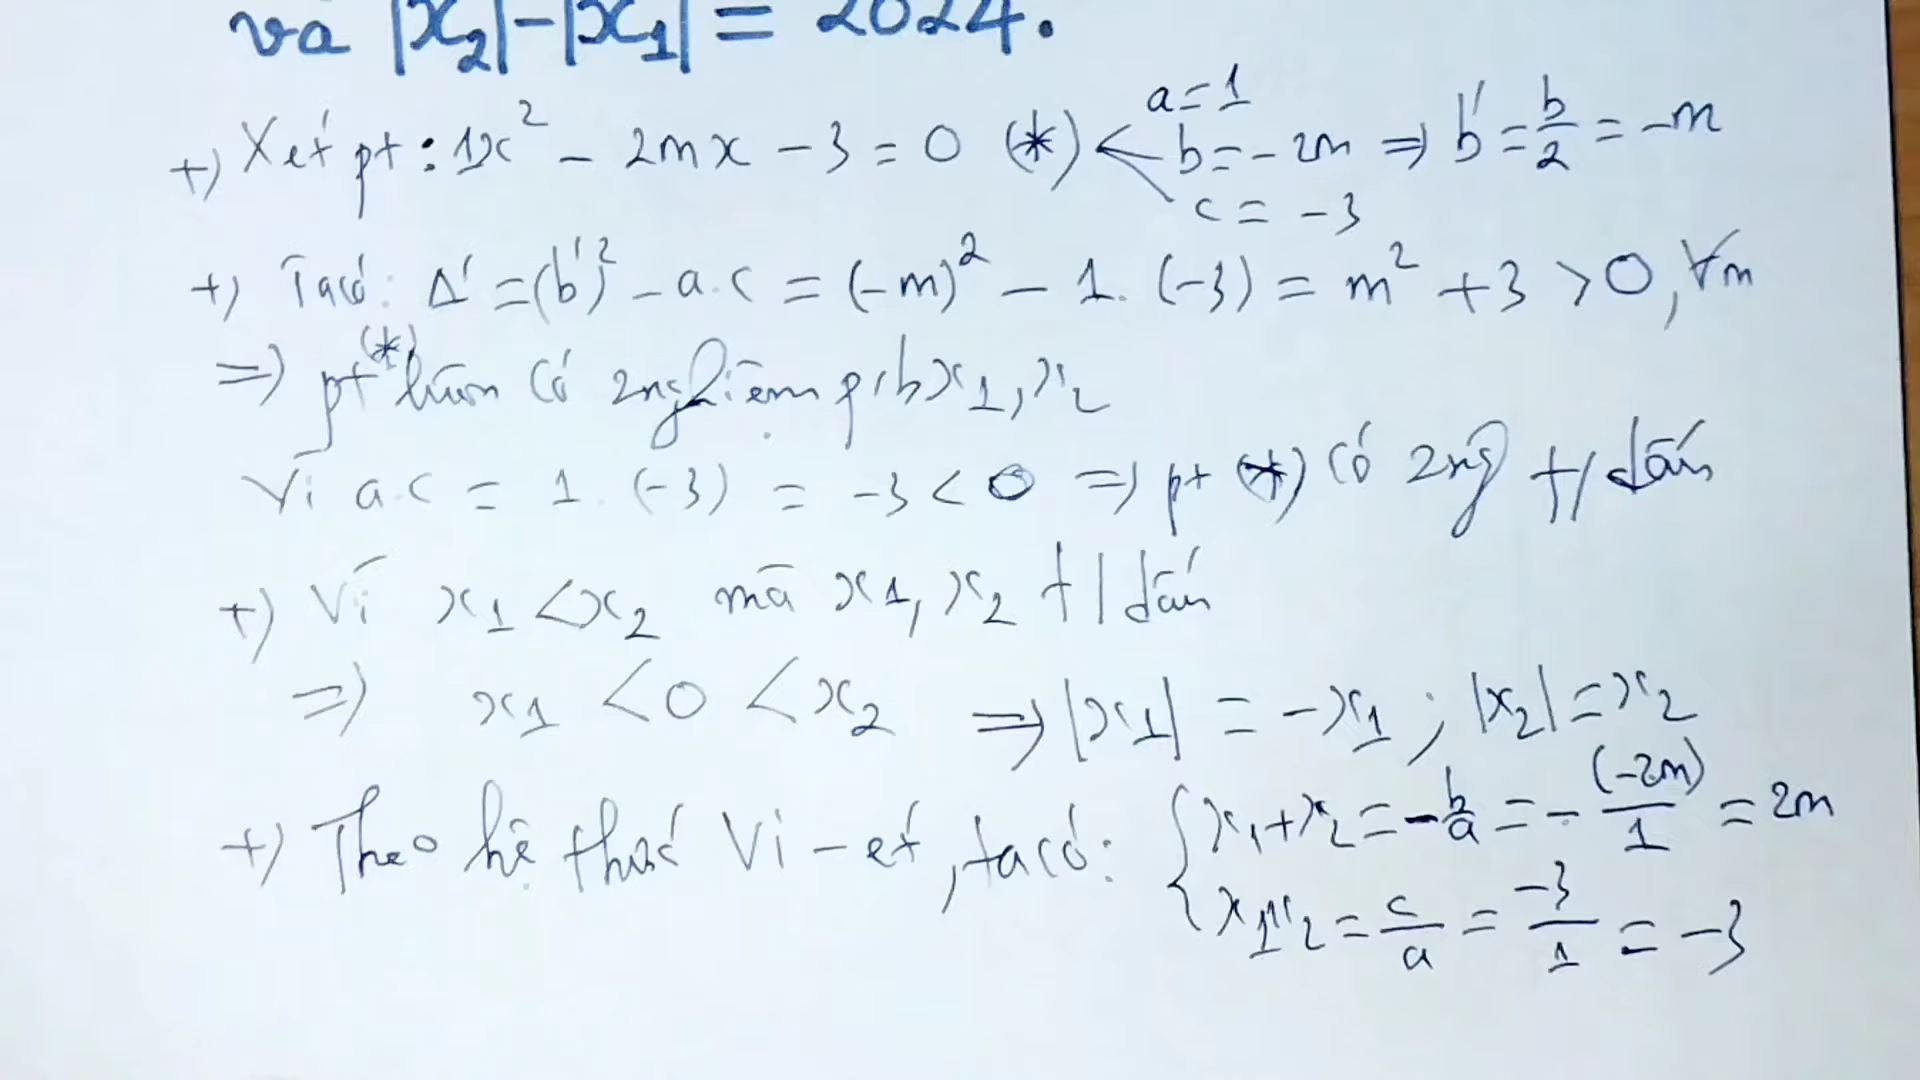 và |x₂| - |x₁| = 2024.
+) Xét pt: 1x² - 2mx - 3 = 0 (*) a = 1
b = -2m => b' = b/2 = -m
c = -3
+) Ta có: Δ' = (b')² - a.c = (-m)² - 1.(-3) = m² + 3 > 0, ∀m
=> pt (*) luôn có 2 nghiệm p/b x₁, x₂
Vì a.c = 1.(-3) = -3 < 0 => pt (*) có 2 ng t/dấu
+) Vì x₁ < x₂ mà x₁, x₂ t/dấu
=> x₁ < 0 < x₂ => |x₁| = -x₁ ; |x₂| = x₂
+) Theo hệ thức Vi-ét, ta có: { x₁ + x₂ = -b/a = -(-2m)/1 = 2m
x₁x₂ = c/a = -3/1 = -3